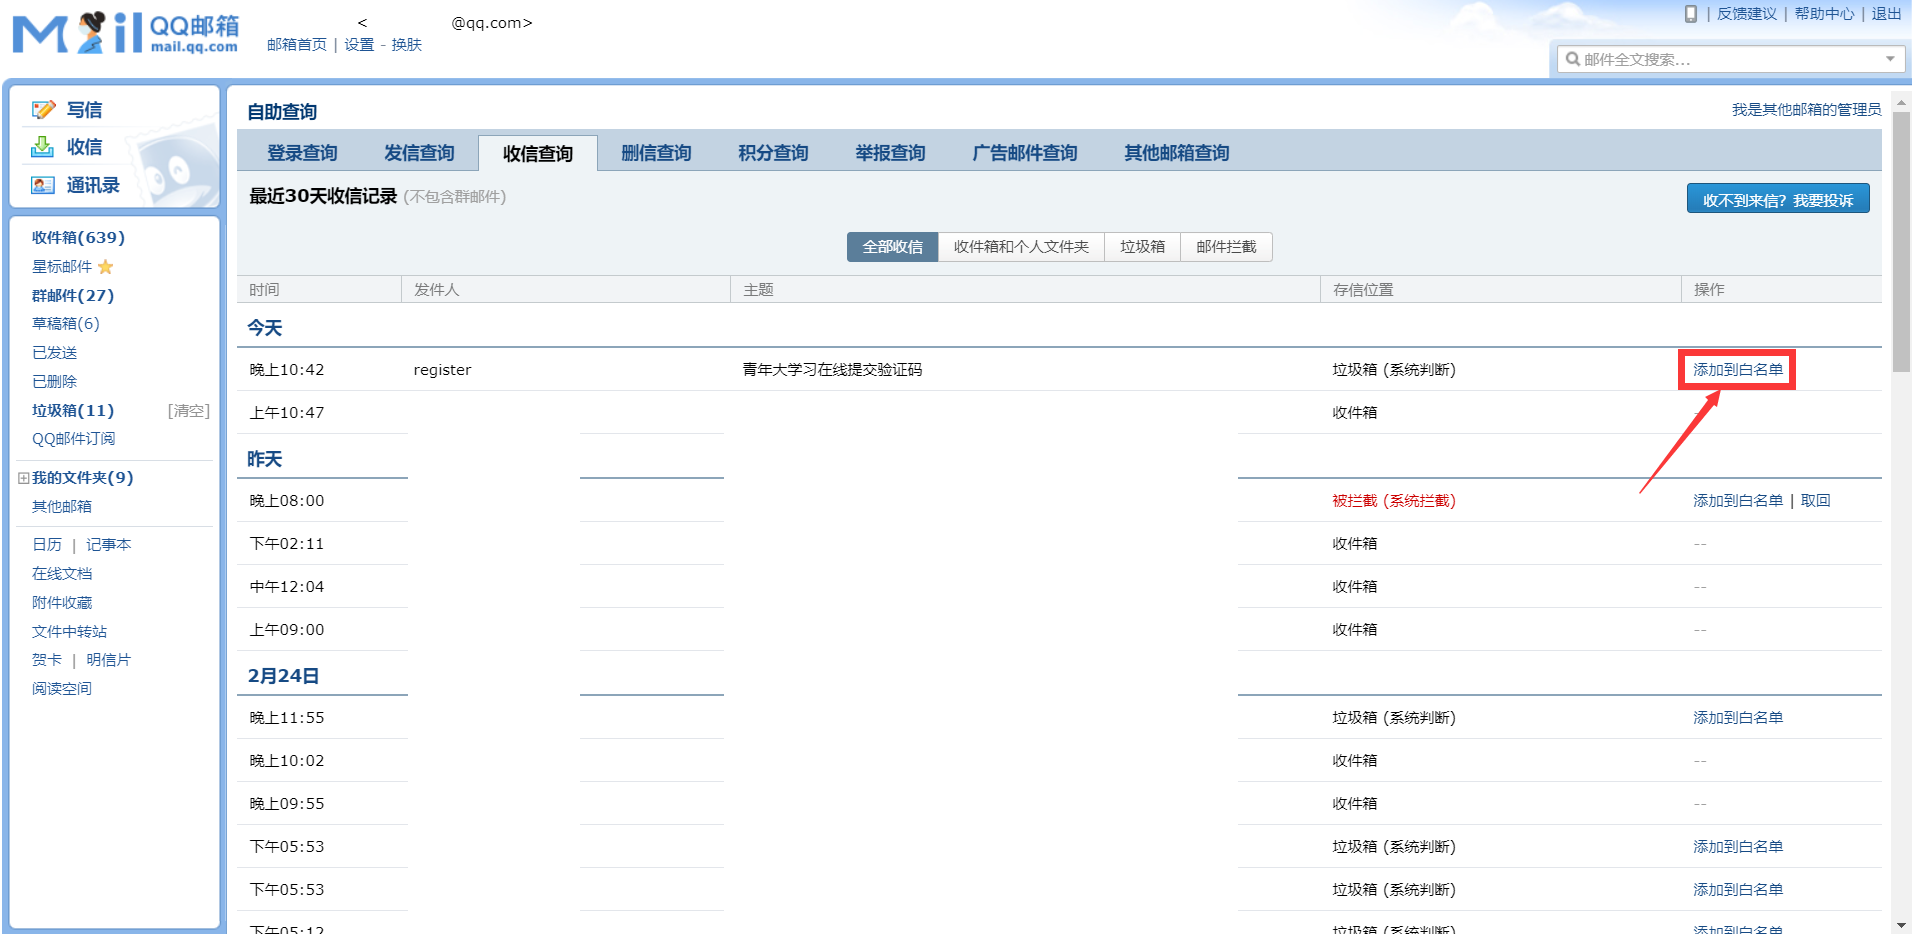 Mail QQ邮箱
mail.qq.com
< @qq.com>
邮箱首页 | 设置 - 换肤
| 反馈建议 | 帮助中心 | 退出
邮件全文搜索...
写信
收信
通讯录
收件箱(639)
星标邮件
群邮件(27)
草稿箱(6)
已发送
已删除
垃圾箱(11) [清空]
QQ邮件订阅
我的文件夹(9)
其他邮箱
日历 | 记事本
在线文档
附件收藏
文件中转站
贺卡 | 明信片
阅读空间
自助查询 我是其他邮箱的管理员
登录查询 发信查询 收信查询 删信查询 积分查询 举报查询 广告邮件查询 其他邮箱查询
最近30天收信记录 (不包含群邮件) 收不到来信? 我要投诉
全部收信 收件箱和个人文件夹 垃圾箱 邮件拦截
时间 发件人 主题 存信位置 操作
今天
晚上10:42 register 青年大学习在线提交验证码 垃圾箱 (系统判断) 添加到白名单
上午10:47 收件箱 --
昨天
晚上08:00 被拦截 (系统拦截) 添加到白名单 | 取回
下午02:11 收件箱 --
中午12:04 收件箱 --
上午09:00 收件箱 --
2月24日
晚上11:55 垃圾箱 (系统判断) 添加到白名单
晚上10:02 收件箱 --
晚上09:55 收件箱 --
下午05:53 垃圾箱 (系统判断) 添加到白名单
下午05:53 垃圾箱 (系统判断) 添加到白名单
下午05:12 垃圾箱 (系统判断) 添加到白名单